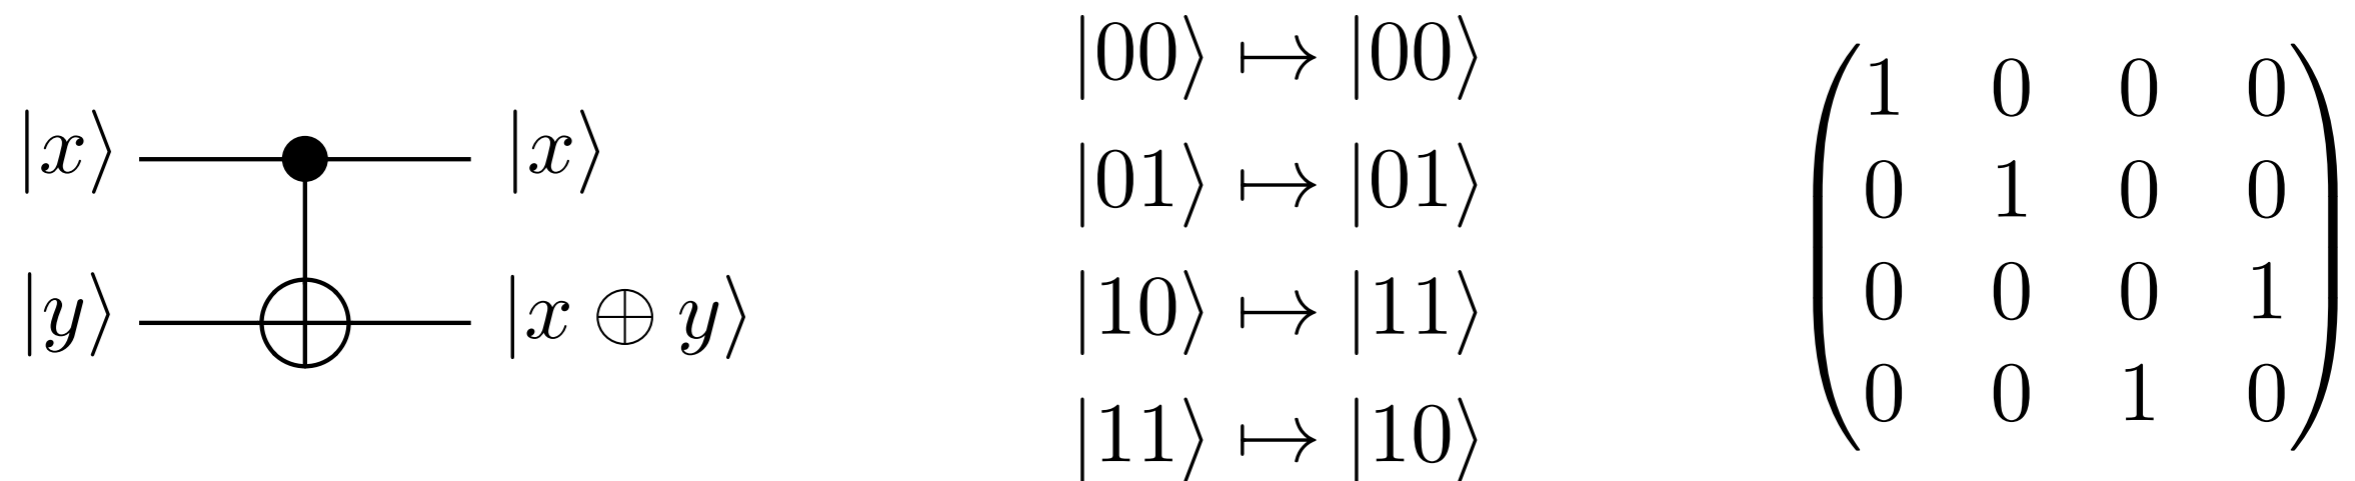 |x⟩ |x⟩
|y⟩ |x ⊕ y⟩
|00⟩ ↦ |00⟩
|01⟩ ↦ |01⟩
|10⟩ ↦ |11⟩
|11⟩ ↦ |10⟩
1 0 0 0
0 1 0 0
0 0 0 1
0 0 1 0